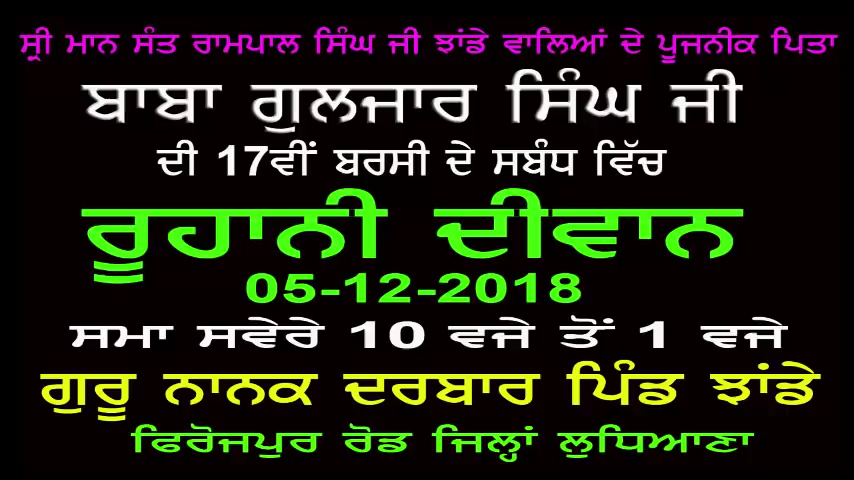 ਸ੍ਰੀ ਮਾਨ ਸੰਤ ਰਾਮਪਾਲ ਸਿੰਘ ਜੀ ਝਾਂਡੇ ਵਾਲਿਆਂ ਦੇ ਪੂਜਨੀਕ ਪਿਤਾ
ਬਾਬਾ ਗੁਲਜਾਰ ਸਿੰਘ ਜੀ
ਦੀ 17ਵੀਂ ਬਰਸੀ ਦੇ ਸਬੰਧ ਵਿੱਚ
ਰੂਹਾਨੀ ਦੀਵਾਨ
05-12-2018
ਸਮਾ ਸਵੇਰੇ 10 ਵਜੇ ਤੋਂ 1 ਵਜੇ
ਗੁਰੂ ਨਾਨਕ ਦਰਬਾਰ ਪਿੰਡ ਝਾਂਡੇ
ਫਿਰੋਜਪੁਰ ਰੋਡ ਜਿਲ੍ਹਾਂ ਲੁਧਿਆਣਾ